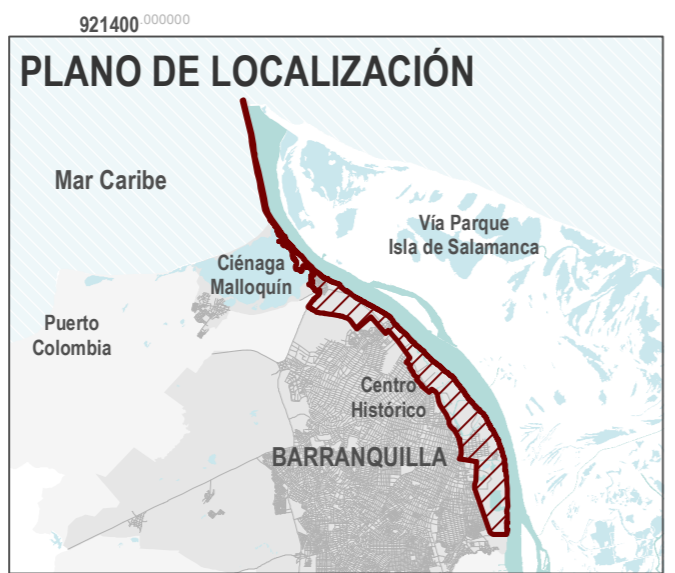 921400.000000
PLANO DE LOCALIZACIÓN
Mar Caribe
Vía Parque
Isla de Salamanca
Ciénaga
Malloquín
Puerto
Colombia
Centro
Histórico
BARRANQUILLA